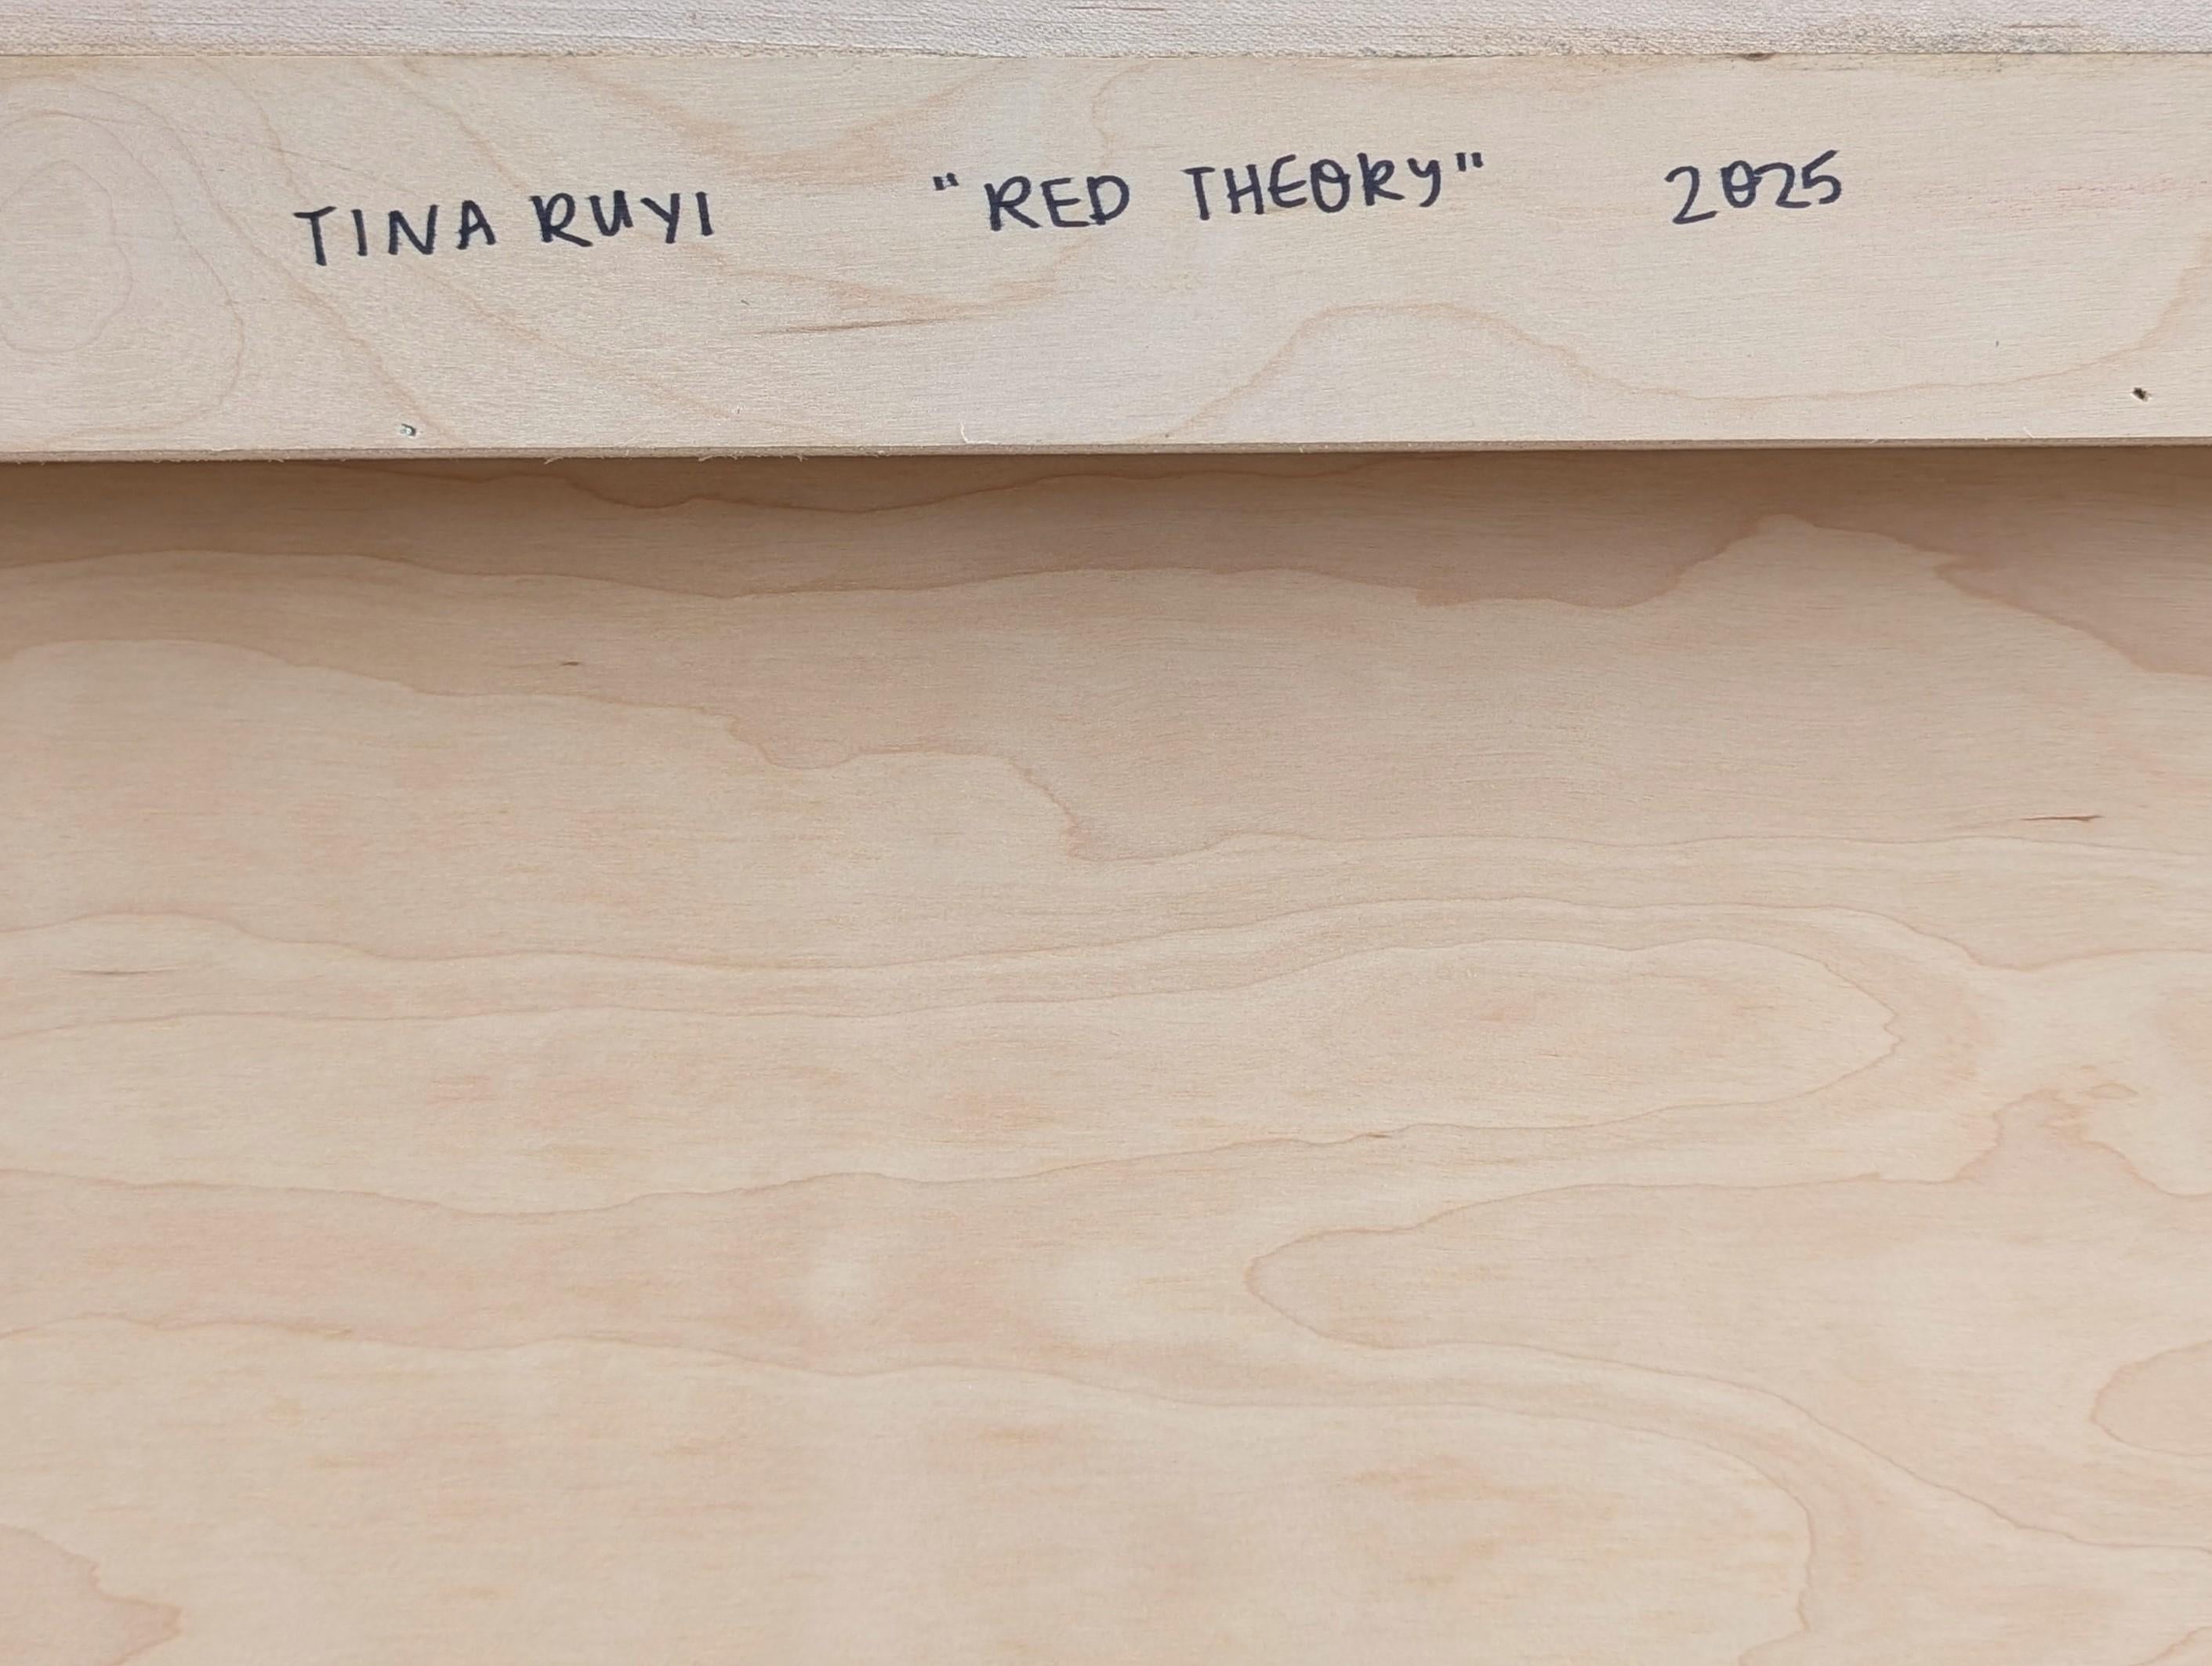 TINA RUYI "RED THEORY" 2025